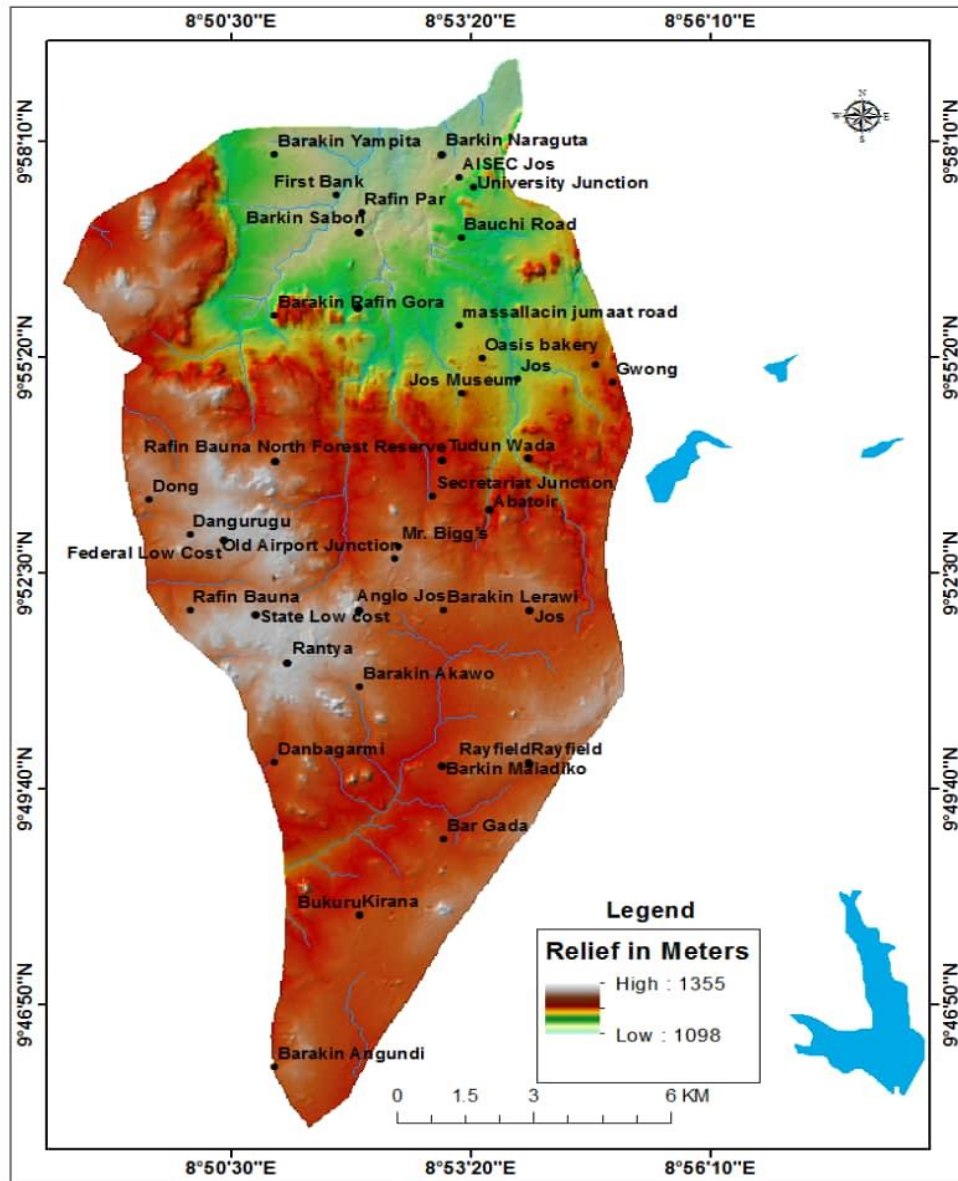 8°50'30"E 8°53'20"E 8°56'10"E
N
W E
S
9°58'10"N 9°58'10"N
Barakin Yampita
Barkin Naraguta
AISEC Jos
First Bank
University Junction
Rafin Par
Barkin Sabon
Bauchi Road
Barakin Rafin Gora
massallacin jumaat road
9°55'20"N 9°55'20"N
Oasis bakery
Jos
Gwong
Jos Museum
Rafin Bauna North Forest Reserve
Tudun Wada
Dong
Secretariat Junction
Abatoir
Dangurugu
Mr. Bigg's
Federal Low Cost
Old Airport Junction
9°52'30"N 9°52'30"N
Rafin Bauna
Anglo Jos
Barakin Lerawi
State Low cost
Jos
Rantya
Barakin Akawo
Danbagarmi
Rayfield
Rayfield
Barkin Maladiko
9°49'40"N 9°49'40"N
Bar Gada
Bukuru
Kirana
Legend
Relief in Meters
High : 1355
Low : 1098
9°46'50"N 9°46'50"N
Barakin Angundi
0 1.5 3 6 KM
8°50'30"E 8°53'20"E 8°56'10"E